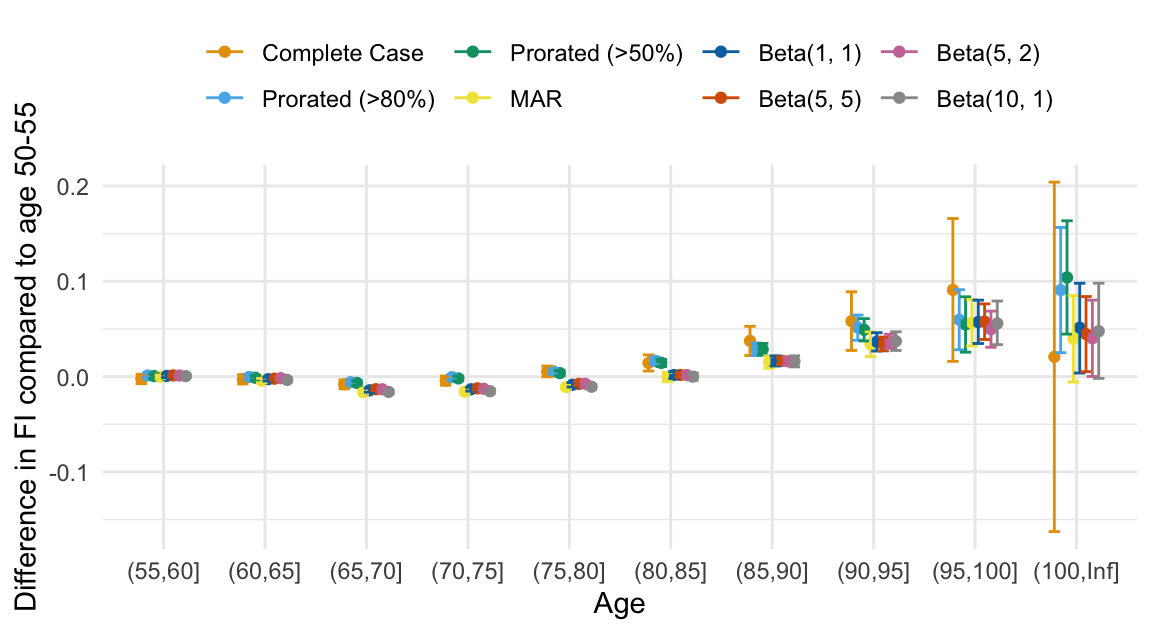 Complete Case
Prorated (>50%)
Beta(1, 1)
Beta(5, 2)
Prorated (>80%)
MAR
Beta(5, 5)
Beta(10, 1)
Difference in FI compared to age 50-55
0.2
0.1
0.0
-0.1
(55,60] (60,65] (65,70] (70,75] (75,80] (80,85] (85,90] (90,95] (95,100] (100,Inf]
Age